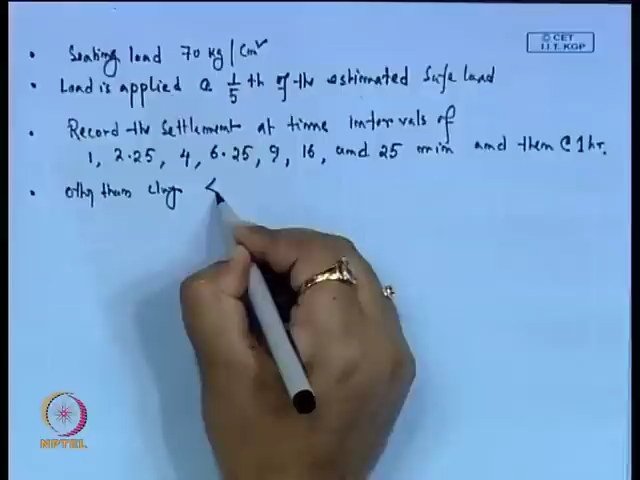 © CET
I.I.T. KGP
• Seating load 70 kg/cm²
• Load is applied @ 1/5 th of the estimated Safe load
• Record the Settlement at time Intervals of
1, 2.25, 4, 6.25, 9, 16, and 25 min and then @ 1 hr.
• other than clay <
NPTEL